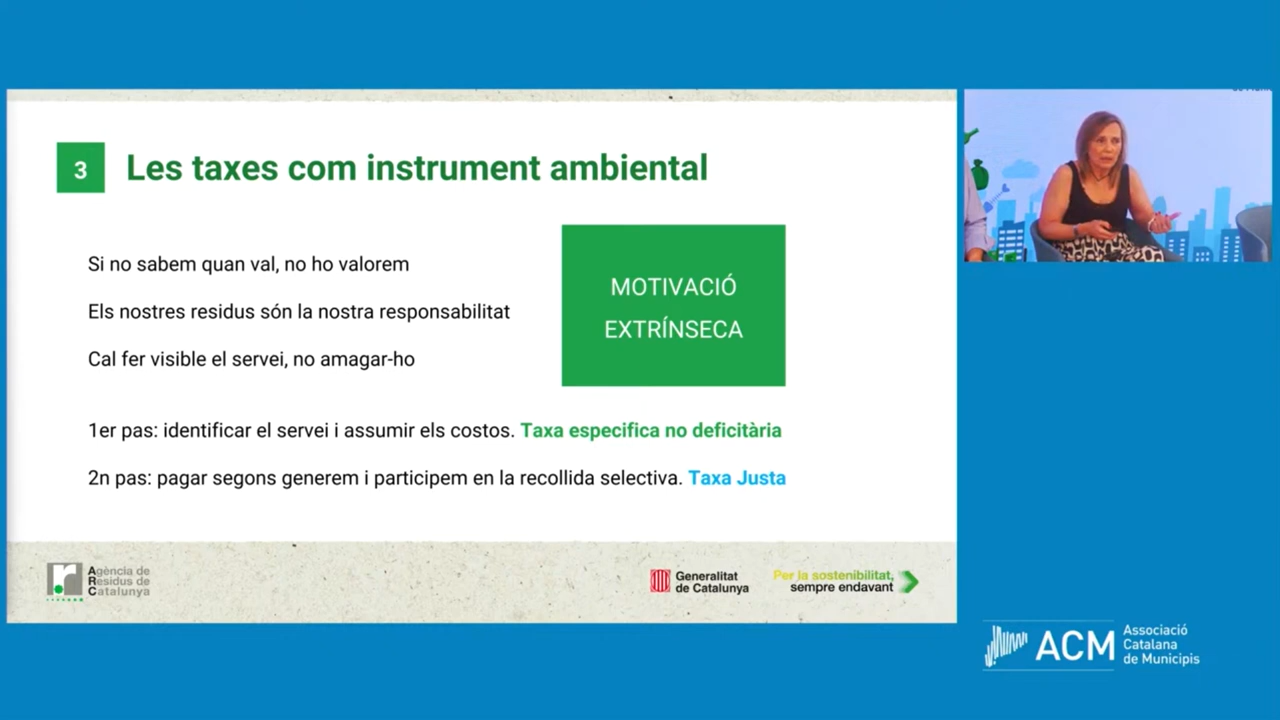 3
Les taxes com instrument ambiental
Si no sabem quan val, no ho valorem
Els nostres residus són la nostra responsabilitat
Cal fer visible el servei, no amagar-ho
MOTIVACIÓ
EXTRÍNSECA
1er pas: identificar el servei i assumir els costos. Taxa especifica no deficitària
2n pas: pagar segons generem i participem en la recollida selectiva. Taxa Justa
Agència de
Residus de
Catalunya
Generalitat
de Catalunya
Per la sostenibilitat,
sempre endavant
ACM
Associació
Catalana
de Municipis